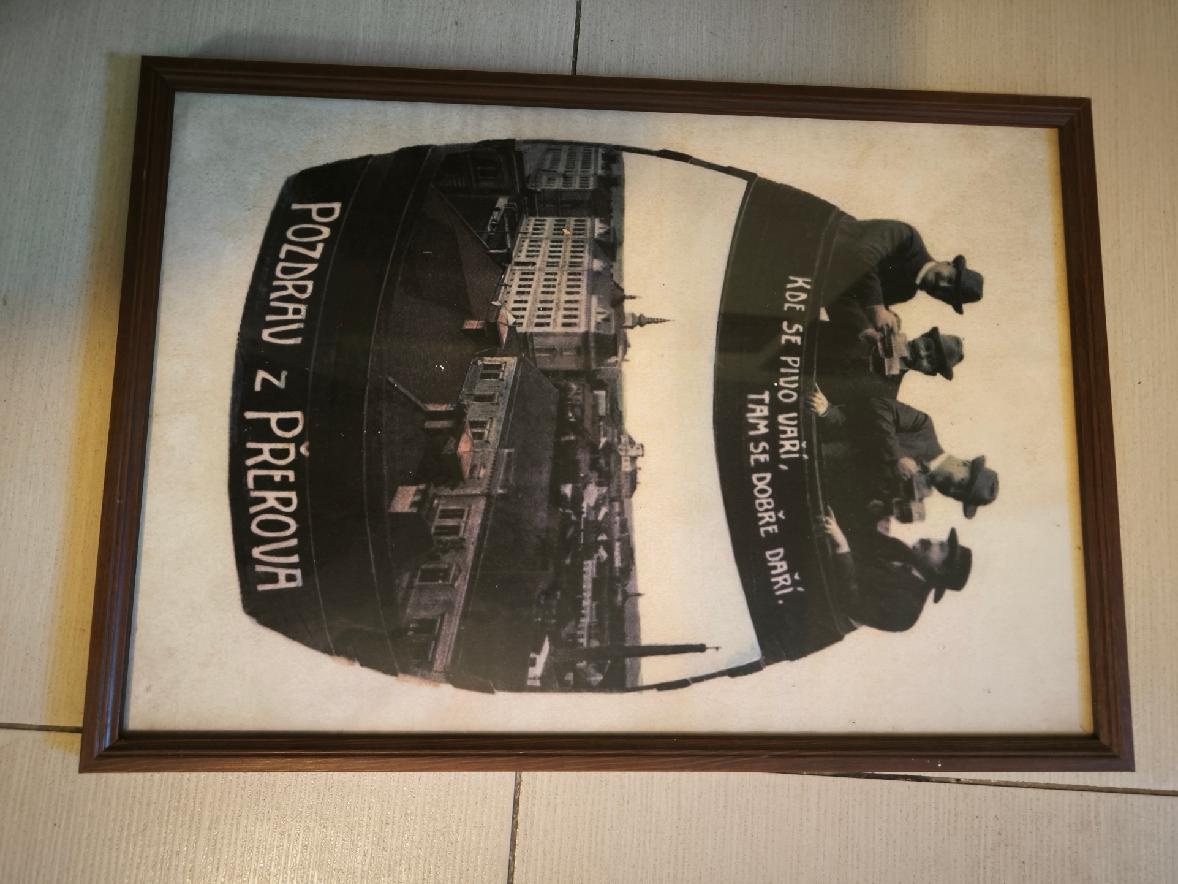 KDE SE PIVO VAŘÍ,
TAM SE DOBŘE DAŘÍ.
POZDRAV Z PŘEROVA